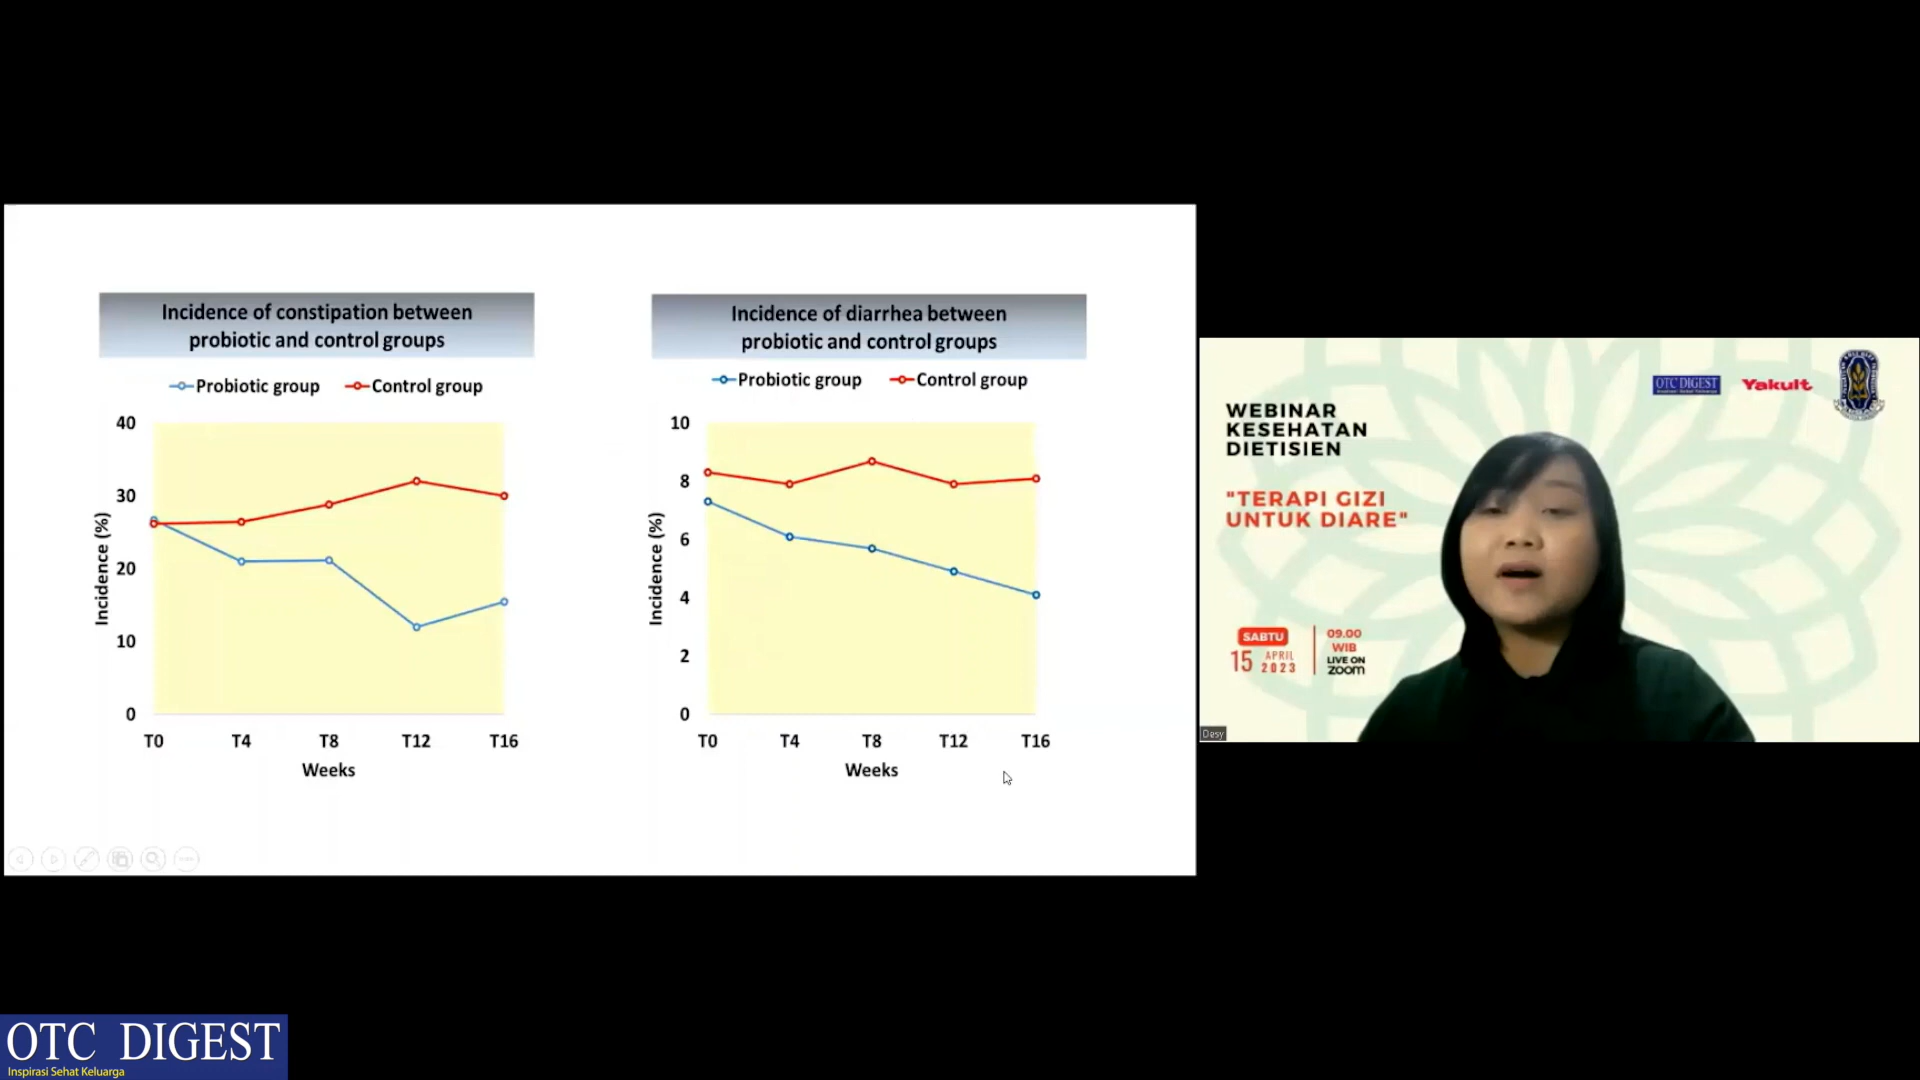 Incidence of constipation between
probiotic and control groups
Probiotic group
Control group
40
30
20
10
0
Incidence (%)
T0 T4 T8 T12 T16
Weeks
Incidence of diarrhea between
probiotic and control groups
Probiotic group
Control group
10
8
6
4
2
0
Incidence (%)
T0 T4 T8 T12 T16
Weeks
OTC DIGEST
Yakult
WEBINAR
KESEHATAN
DIETISIEN
"TERAPI GIZI
UNTUK DIARE"
SABTU
15 APRIL
2023
09.00
WIB
LIVE ON
zoom
Desy
OTC DIGEST
Inspirasi Sehat Keluarga